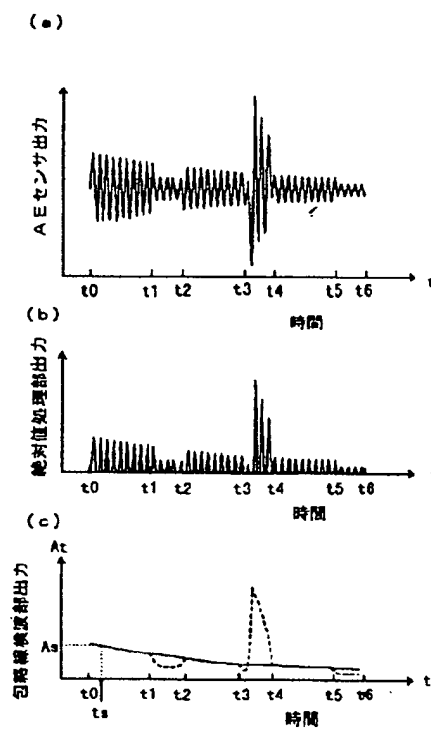 (a)
AEセンサ出力
t0 t1 t2 t3 t4 t5 t6 t
時間
(b)
絶対値処理部出力
t0 t1 t2 t3 t4 t5 t6 t
時間
(c)
At
包絡線検波部出力
As
t0 t1 t2 t3 t4 t5 t6 t
ts
時間